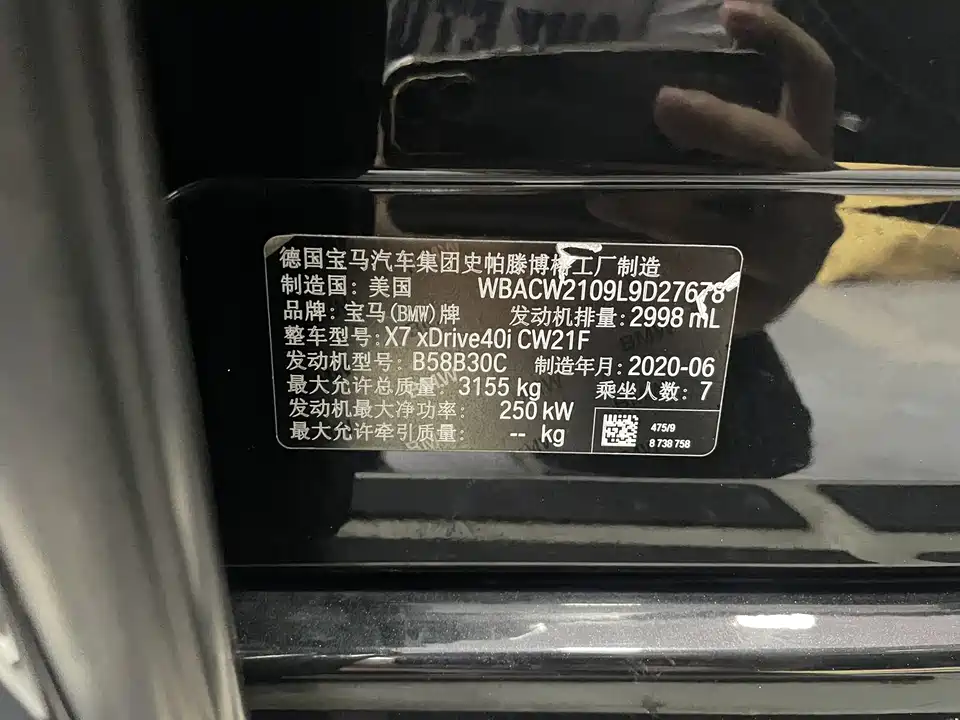 德国宝马汽车集团史帕滕博格工厂制造
制造国: 美国 WBACW2109L9D27678
品牌: 宝马(BMW)牌 发动机排量: 2998 mL
整车型号: X7 xDrive40i CW21F
发动机型号: B58B30C 制造年月: 2020-06
最大允许总质量: 3155 kg 乘坐人数: 7
发动机最大净功率: 250 kW
最大允许牵引质量: -- kg
475/9
8 738 758